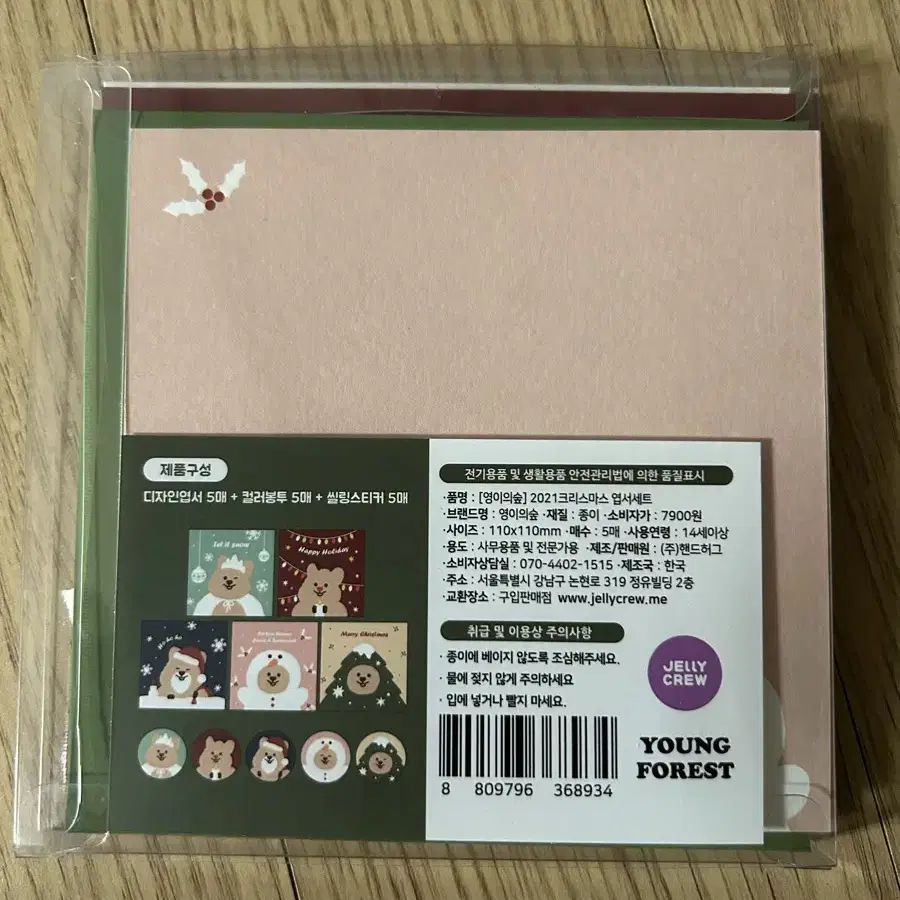 제품구성
디자인엽서 5매 + 컬러봉투 5매 + 씰링스티커 5매
Let it snow
Happy Holiday
Ho ho ho
Merry Christmas
전기용품 및 생활용품 안전관리법에 의한 품질표시
·품명 : [영이의숲] 2021크리스마스 엽서세트
·브랜드명 : 영이의숲 ·재질 : 종이 ·소비자가 : 7900원
·사이즈 : 110x110mm ·매수 : 5매 ·사용연령 : 14세이상
·용도 : 사무용품 및 전문가용 ·제조/판매원 : (주)핸드허그
·소비자상담실 : 070-4402-1515 ·제조국 : 한국
·주소 : 서울특별시 강남구 논현로 319 정유빌딩 2층
·교환장소 : 구입판매점 www.jellycrew.me
취급 및 이용상 주의사항
· 종이에 베이지 않도록 조심해주세요.
· 물에 젖지 않게 주의하세요
· 입에 넣거나 빨지 마세요.
JELLY
CREW
8 809796 368934
YOUNG
FOREST